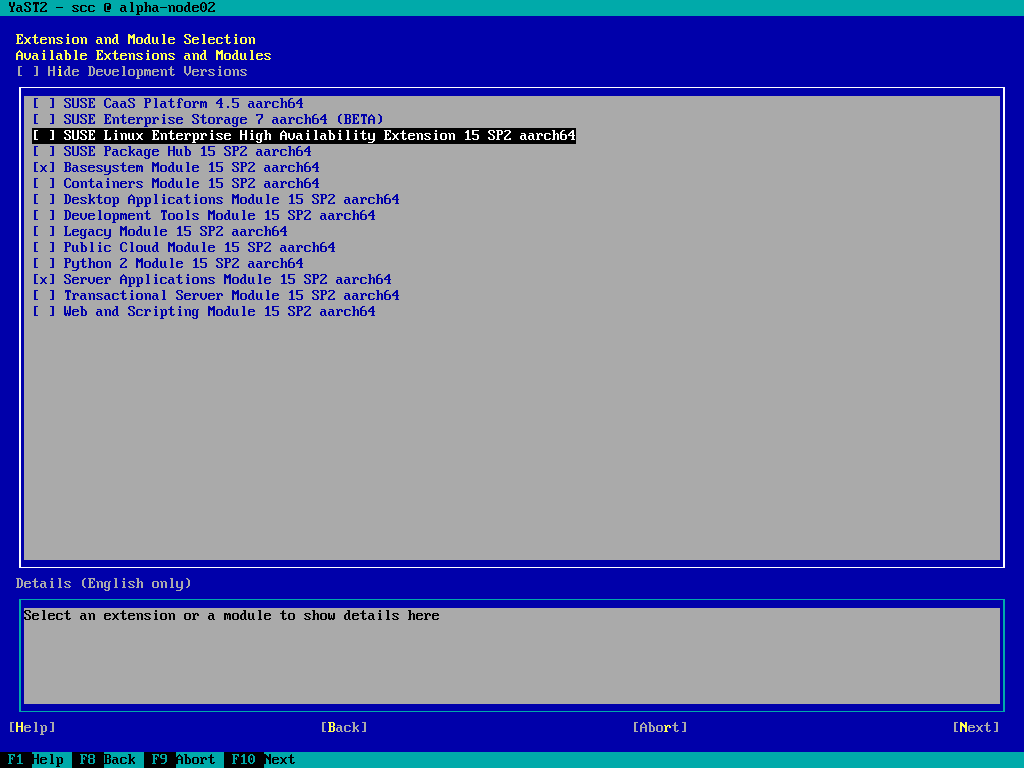 YaST2 - scc @ alpha-node02
Extension and Module Selection
Available Extensions and Modules
[ ] Hide Development Versions
[ ] SUSE CaaS Platform 4.5 aarch64
[ ] SUSE Enterprise Storage 7 aarch64 (BETA)
[ ] SUSE Linux Enterprise High Availability Extension 15 SP2 aarch64
[ ] SUSE Package Hub 15 SP2 aarch64
[x] Basesystem Module 15 SP2 aarch64
[ ] Containers Module 15 SP2 aarch64
[ ] Desktop Applications Module 15 SP2 aarch64
[ ] Development Tools Module 15 SP2 aarch64
[ ] Legacy Module 15 SP2 aarch64
[ ] Public Cloud Module 15 SP2 aarch64
[ ] Python 2 Module 15 SP2 aarch64
[x] Server Applications Module 15 SP2 aarch64
[ ] Transactional Server Module 15 SP2 aarch64
[ ] Web and Scripting Module 15 SP2 aarch64
Details (English only)
Select an extension or a module to show details here
[Help] [Back] [Abort] [Next]
F1 Help F8 Back F9 Abort F10 Next